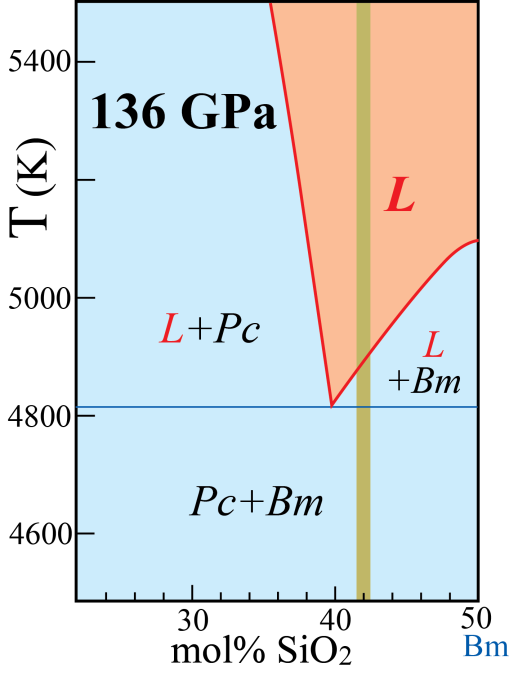 5400
136 GPa
T (K)
L
5000
L+Pc
L
+Bm
4800
Pc+Bm
4600
30 40 50
mol% SiO₂ Bm